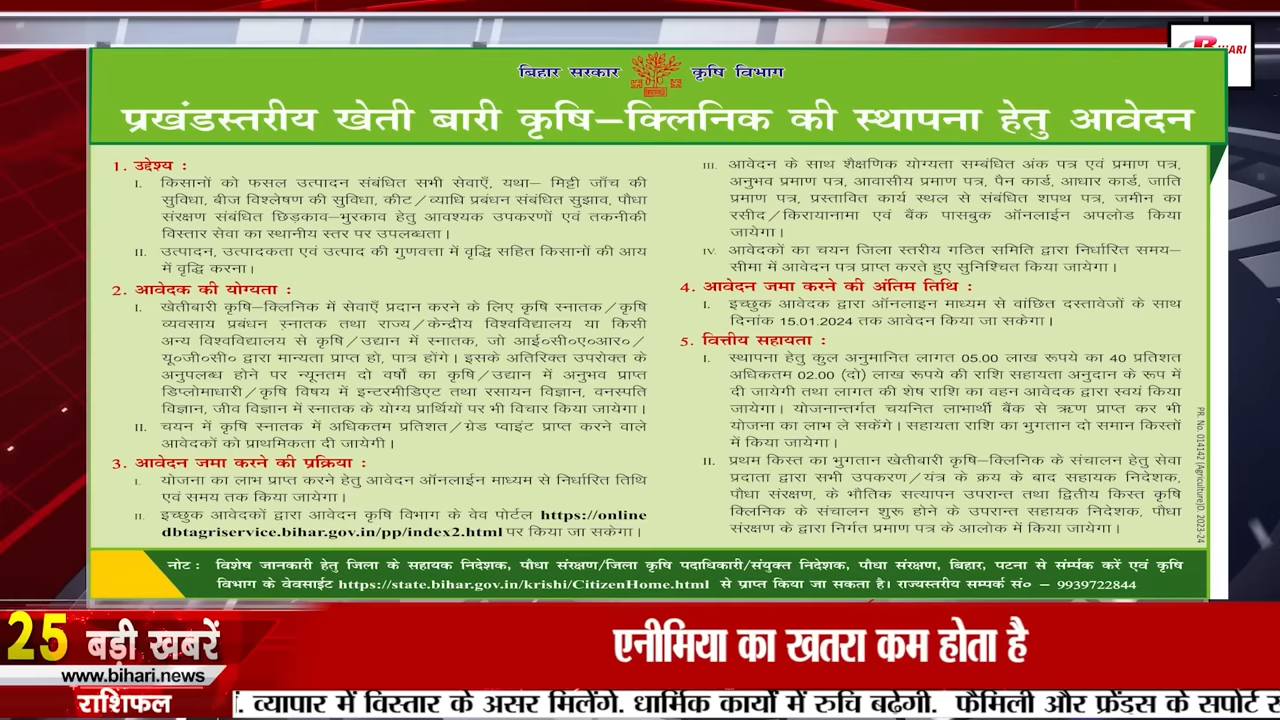 बिहार सरकार कृषि विभाग
प्रखंडस्तरीय खेती बारी कृषि–क्लिनिक की स्थापना हेतु आवेदन
1. उद्देश्य :
I. किसानों को फसल उत्पादन संबंधित सभी सेवाएँ, यथा– मिट्टी जाँच की
सुविधा, बीज विश्लेषण की सुविधा, कीट/व्याधि प्रबंधन संबंधित सुझाव, पौधा
संरक्षण संबंधित छिड़काव–भुरकाव हेतु आवश्यक उपकरणों एवं तकनीकी
विस्तार सेवा का स्थानीय स्तर पर उपलब्धता।
II. उत्पादन, उत्पादकता एवं उत्पाद की गुणवत्ता में वृद्धि सहित किसानों की आय
में वृद्धि करना।
2. आवेदक की योग्यता :
I. खेतीबारी कृषि–क्लिनिक में सेवाएँ प्रदान करने के लिए कृषि स्नातक/कृषि
व्यवसाय प्रबंधन स्नातक तथा राज्य/केन्द्रीय विश्वविद्यालय या किसी
अन्य विश्वविद्यालय से कृषि/उद्यान में स्नातक, जो आई०सी०ए०आर०/
यू०जी०सी० द्वारा मान्यता प्राप्त हो, पात्र होंगे। इसके अतिरिक्त उपरोक्त के
अनुपलब्ध होने पर न्यूनतम दो वर्षों का कृषि/उद्यान में अनुभव प्राप्त
डिप्लोमाधारी/कृषि विषय में इन्टरमीडिएट तथा रसायन विज्ञान, वनस्पति
विज्ञान, जीव विज्ञान में स्नातक के योग्य प्रार्थियों पर भी विचार किया जायेगा।
II. चयन में कृषि स्नातक में अधिकतम प्रतिशत/ग्रेड प्वाइंट प्राप्त करने वाले
आवेदकों को प्राथमिकता दी जायेगी।
3. आवेदन जमा करने की प्रक्रिया :
I. योजना का लाभ प्राप्त करने हेतु आवेदन ऑनलाईन माध्यम से निर्धारित तिथि
एवं समय तक किया जायेगा।
II. इच्छुक आवेदकों द्वारा आवेदन कृषि विभाग के वेव पोर्टल https://online
dbtagriservice.bihar.gov.in/pp/index2.html पर किया जा सकेगा।
III. आवेदन के साथ शैक्षणिक योग्यता सम्बंधित अंक पत्र एवं प्रमाण पत्र,
अनुभव प्रमाण पत्र, आवासीय प्रमाण पत्र, पैन कार्ड, आधार कार्ड, जाति
प्रमाण पत्र, प्रस्तावित कार्य स्थल से संबंधित शपथ पत्र, जमीन का
रसीद/किरायानामा एवं बैंक पासबुक ऑनलाईन अपलोड किया
जायेगा।
IV. आवेदकों का चयन जिला स्तरीय गठित समिति द्वारा निर्धारित समय–
सीमा में आवेदन पत्र प्राप्त करते हुए सुनिश्चित किया जायेगा।
4. आवेदन जमा करने की अंतिम तिथि :
I. इच्छुक आवेदक द्वारा ऑनलाइन माध्यम से वांछित दस्तावेजों के साथ
दिनांक 15.01.2024 तक आवेदन किया जा सकेगा।
5. वित्तीय सहायता :
I. स्थापना हेतु कुल अनुमानित लागत 05.00 लाख रूपये का 40 प्रतिशत
अधिकतम 02.00 (दो) लाख रूपये की राशि सहायता अनुदान के रूप में
दी जायेगी तथा लागत की शेष राशि का वहन आवेदक द्वारा स्वयं किया
जायेगा। योजनान्तर्गत चयनित लाभार्थी बैंक से ऋण प्राप्त कर भी
योजना का लाभ ले सकेंगे। सहायता राशि का भुगतान दो समान किस्तों
में किया जायेगा।
II. प्रथम किस्त का भुगतान खेतीबारी कृषि–क्लिनिक के संचालन हेतु सेवा
प्रदाता द्वारा सभी उपकरण/यंत्र के क्रय के बाद सहायक निदेशक,
पौधा संरक्षण, के भौतिक सत्यापन उपरान्त तथा द्वितीय किस्त कृषि
क्लिनिक के संचालन शुरू होने के उपरान्त सहायक निदेशक, पौधा
संरक्षण के द्वारा निर्गत प्रमाण पत्र के आलोक में किया जायेगा।
PR. No. 014142 (Agriculture)D. 2023-24
नोट : विशेष जानकारी हेतु जिला के सहायक निदेशक, पौधा संरक्षण/जिला कृषि पदाधिकारी/संयुक्त निदेशक, पौधा संरक्षण, बिहार, पटना से संर्म्पक करें एवं कृषि
विभाग के वेवसाईट https://state.bihar.gov.in/krishi/CitizenHome.html से प्राप्त किया जा सकता है। राज्यस्तरीय सम्पर्क सं० – 9939722844
25 बड़ी खबरें
एनीमिया का खतरा कम होता है
www.bihari.news
राशिफल
व्यापार में विस्तार के असर मिलेंगे. धार्मिक कार्यों में रुचि बढ़ेगी. फैमिली और फ्रेंड्स के सपोर्ट